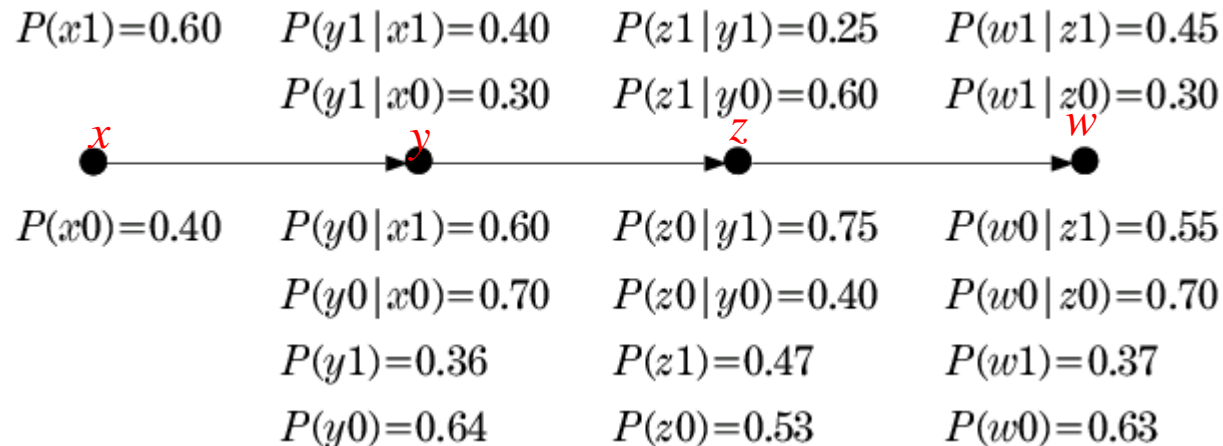 P(x1)=0.60 P(y1|x1)=0.40 P(z1|y1)=0.25 P(w1|z1)=0.45
P(y1|x0)=0.30 P(z1|y0)=0.60 P(w1|z0)=0.30
x y z w
P(x0)=0.40 P(y0|x1)=0.60 P(z0|y1)=0.75 P(w0|z1)=0.55
P(y0|x0)=0.70 P(z0|y0)=0.40 P(w0|z0)=0.70
P(y1)=0.36 P(z1)=0.47 P(w1)=0.37
P(y0)=0.64 P(z0)=0.53 P(w0)=0.63